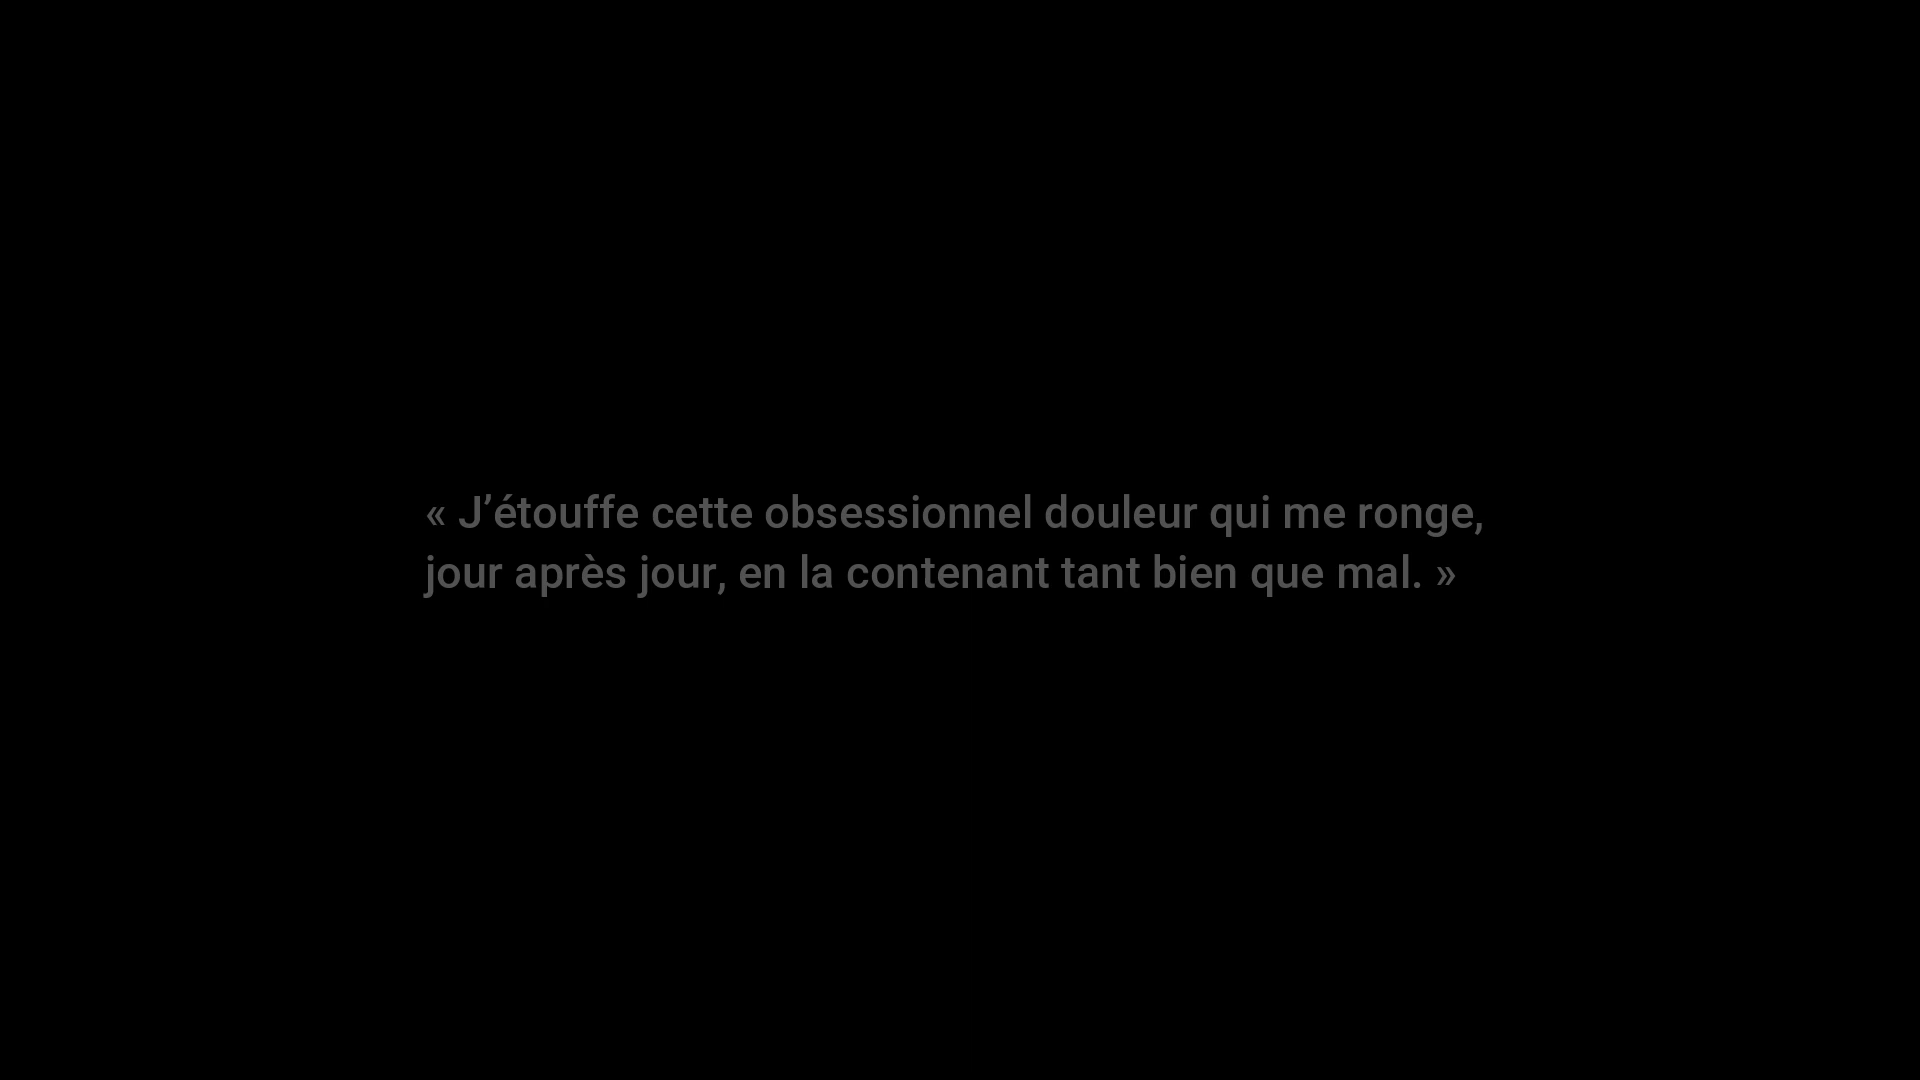 « J’étouffe cette obsessionnel douleur qui me ronge,
jour après jour, en la contenant tant bien que mal. »